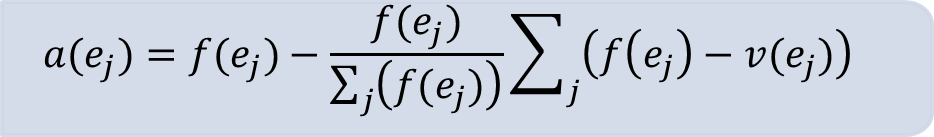 a(e_j) = f(e_j) − \frac{f(e_j)}{\sum_j (f(e_j))} \sum_j (f(e_j) − v(e_j))